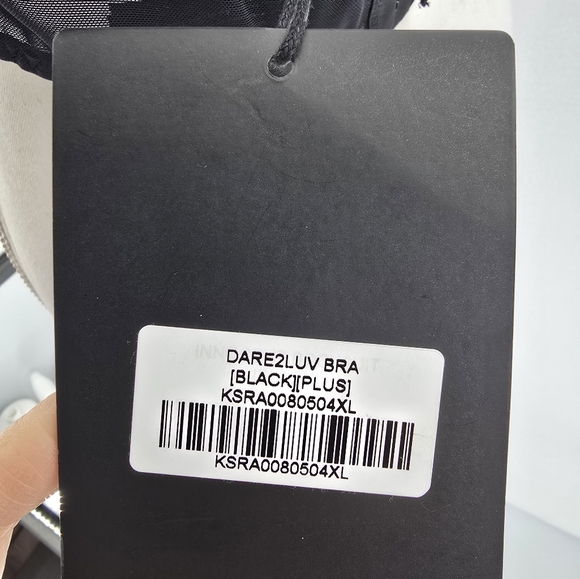 DARE2LUV BRA
[BLACK][PLUS]
KSRA0080504XL
KSRA0080504XL